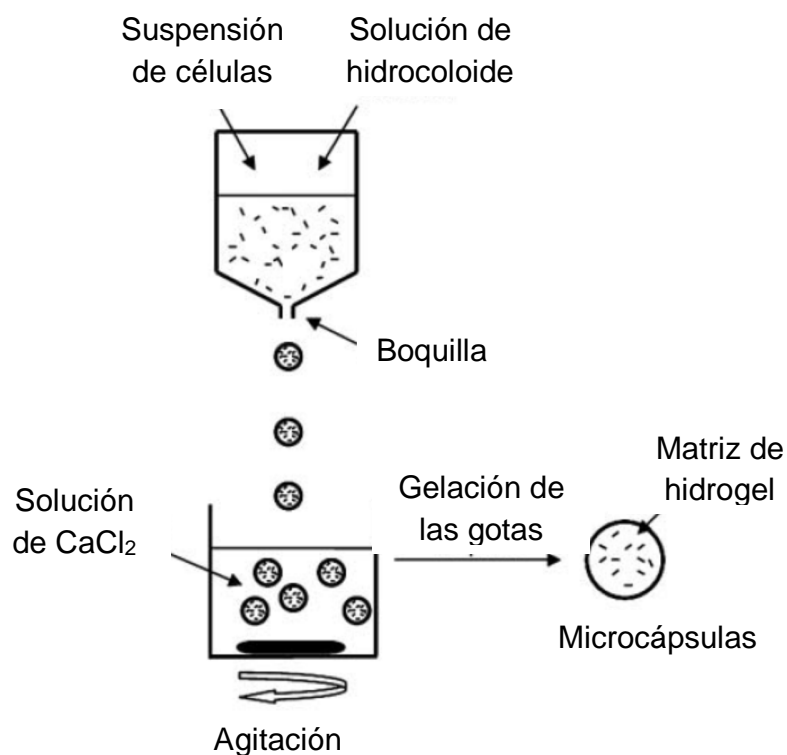 Suspensión
de células
Solución de
hidrocoloide
Boquilla
Solución
de CaCl₂
Gelación de
las gotas
Matriz de
hidrogel
Microcápsulas
Agitación